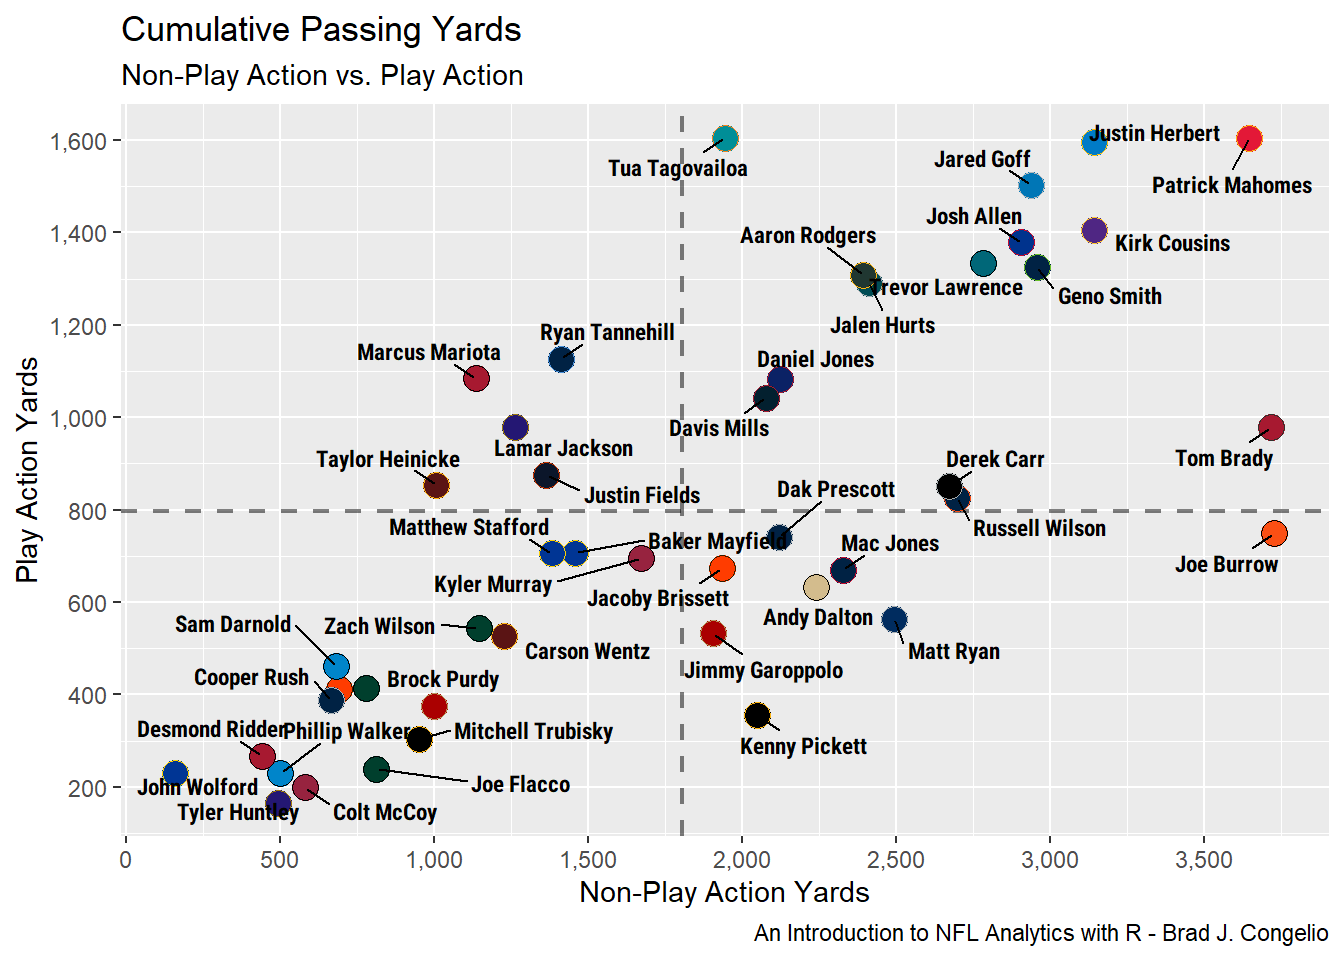 Cumulative Passing Yards
Non-Play Action vs. Play Action
1,600
1,400
1,200
1,000
800
600
400
200
Play Action Yards
Justin Herbert
Tua Tagovailoa
Jared Goff
Patrick Mahomes
Josh Allen
Aaron Rodgers
Kirk Cousins
Trevor Lawrence
Geno Smith
Jalen Hurts
Ryan Tannehill
Marcus Mariota
Daniel Jones
Davis Mills
Lamar Jackson
Taylor Heinicke
Derek Carr
Tom Brady
Justin Fields
Dak Prescott
Matthew Stafford
Russell Wilson
Baker Mayfield
Mac Jones
Joe Burrow
Kyler Murray
Jacoby Brissett
Andy Dalton
Sam Darnold
Zach Wilson
Carson Wentz
Matt Ryan
Jimmy Garoppolo
Cooper Rush
Brock Purdy
Desmond Ridder
Phillip Walker
Mitchell Trubisky
Kenny Pickett
John Wolford
Joe Flacco
Tyler Huntley
Colt McCoy
0
500
1,000
1,500
2,000
2,500
3,000
3,500
Non-Play Action Yards
An Introduction to NFL Analytics with R - Brad J. Congelio